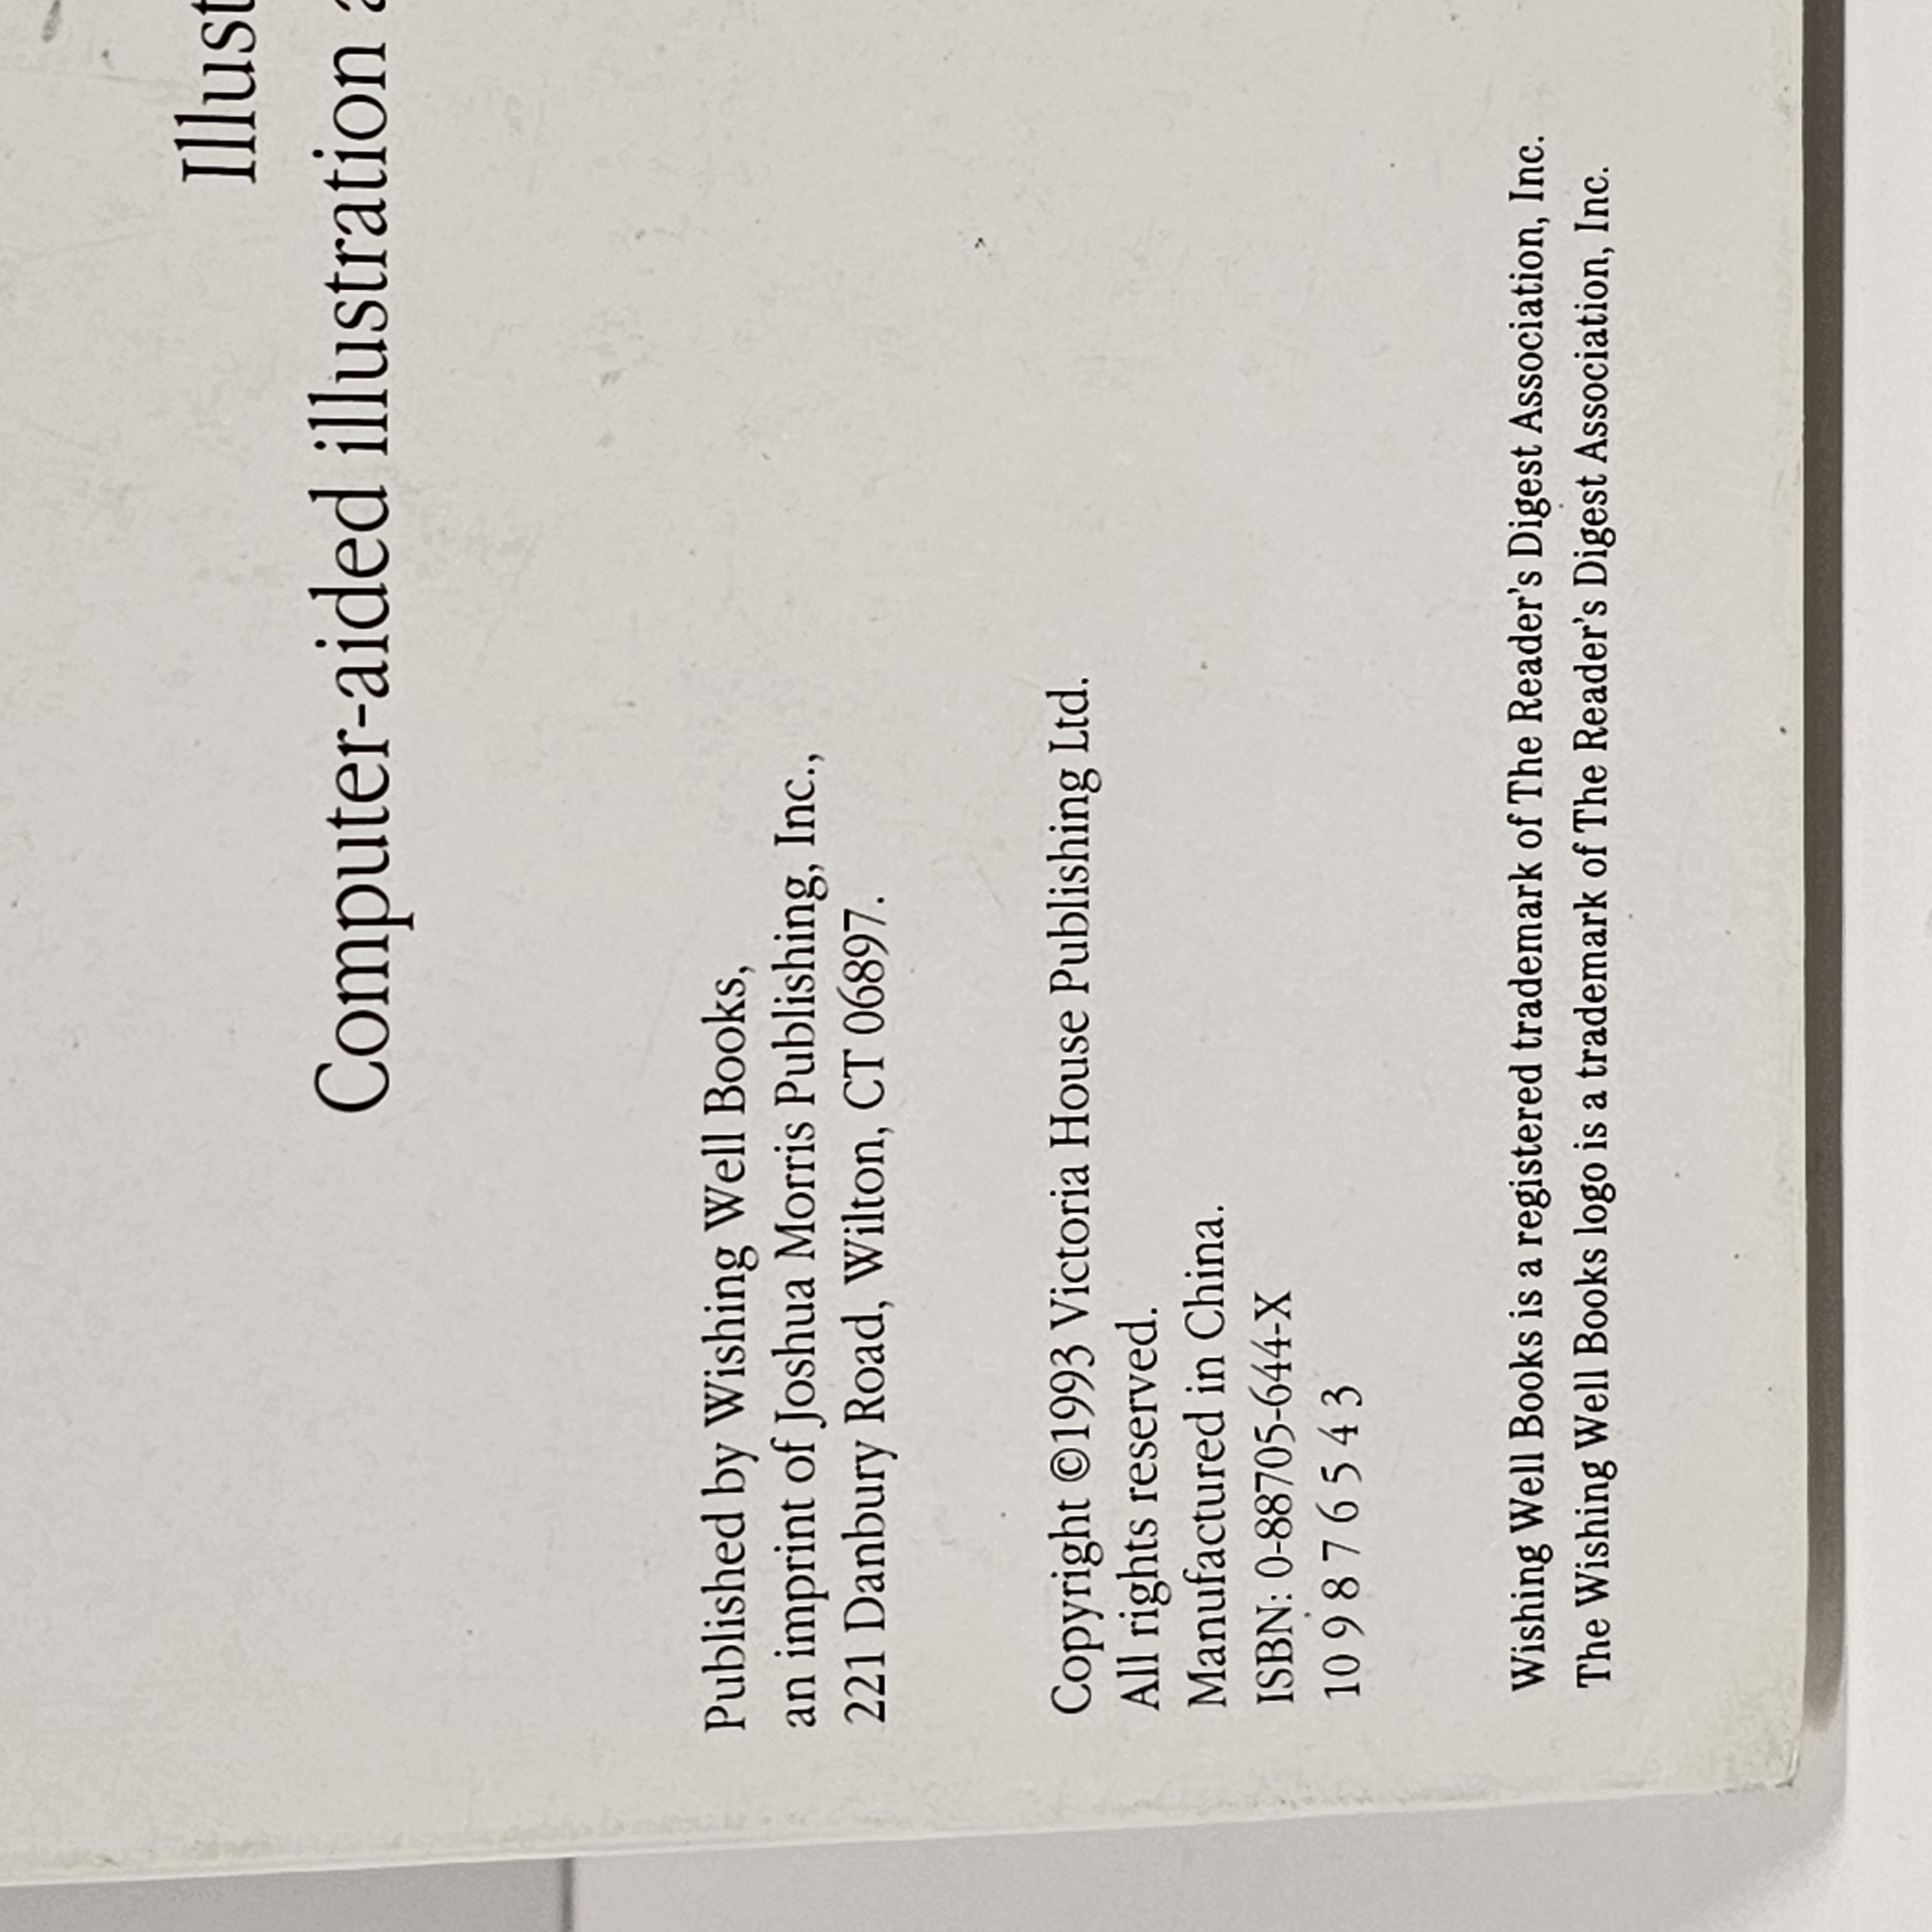 Computer-aided illustration
Published by Wishing Well Books,
an imprint of Joshua Morris Publishing, Inc.,
221 Danbury Road, Wilton, CT 06897.
Copyright ©1993 Victoria House Publishing Ltd.
All rights reserved.
Manufactured in China.
ISBN: 0-88705-644-X
10 9 8 7 6 5 4 3
Wishing Well Books is a registered trademark of The Reader's Digest Association, Inc.
The Wishing Well Books logo is a trademark of The Reader's Digest Association, Inc.